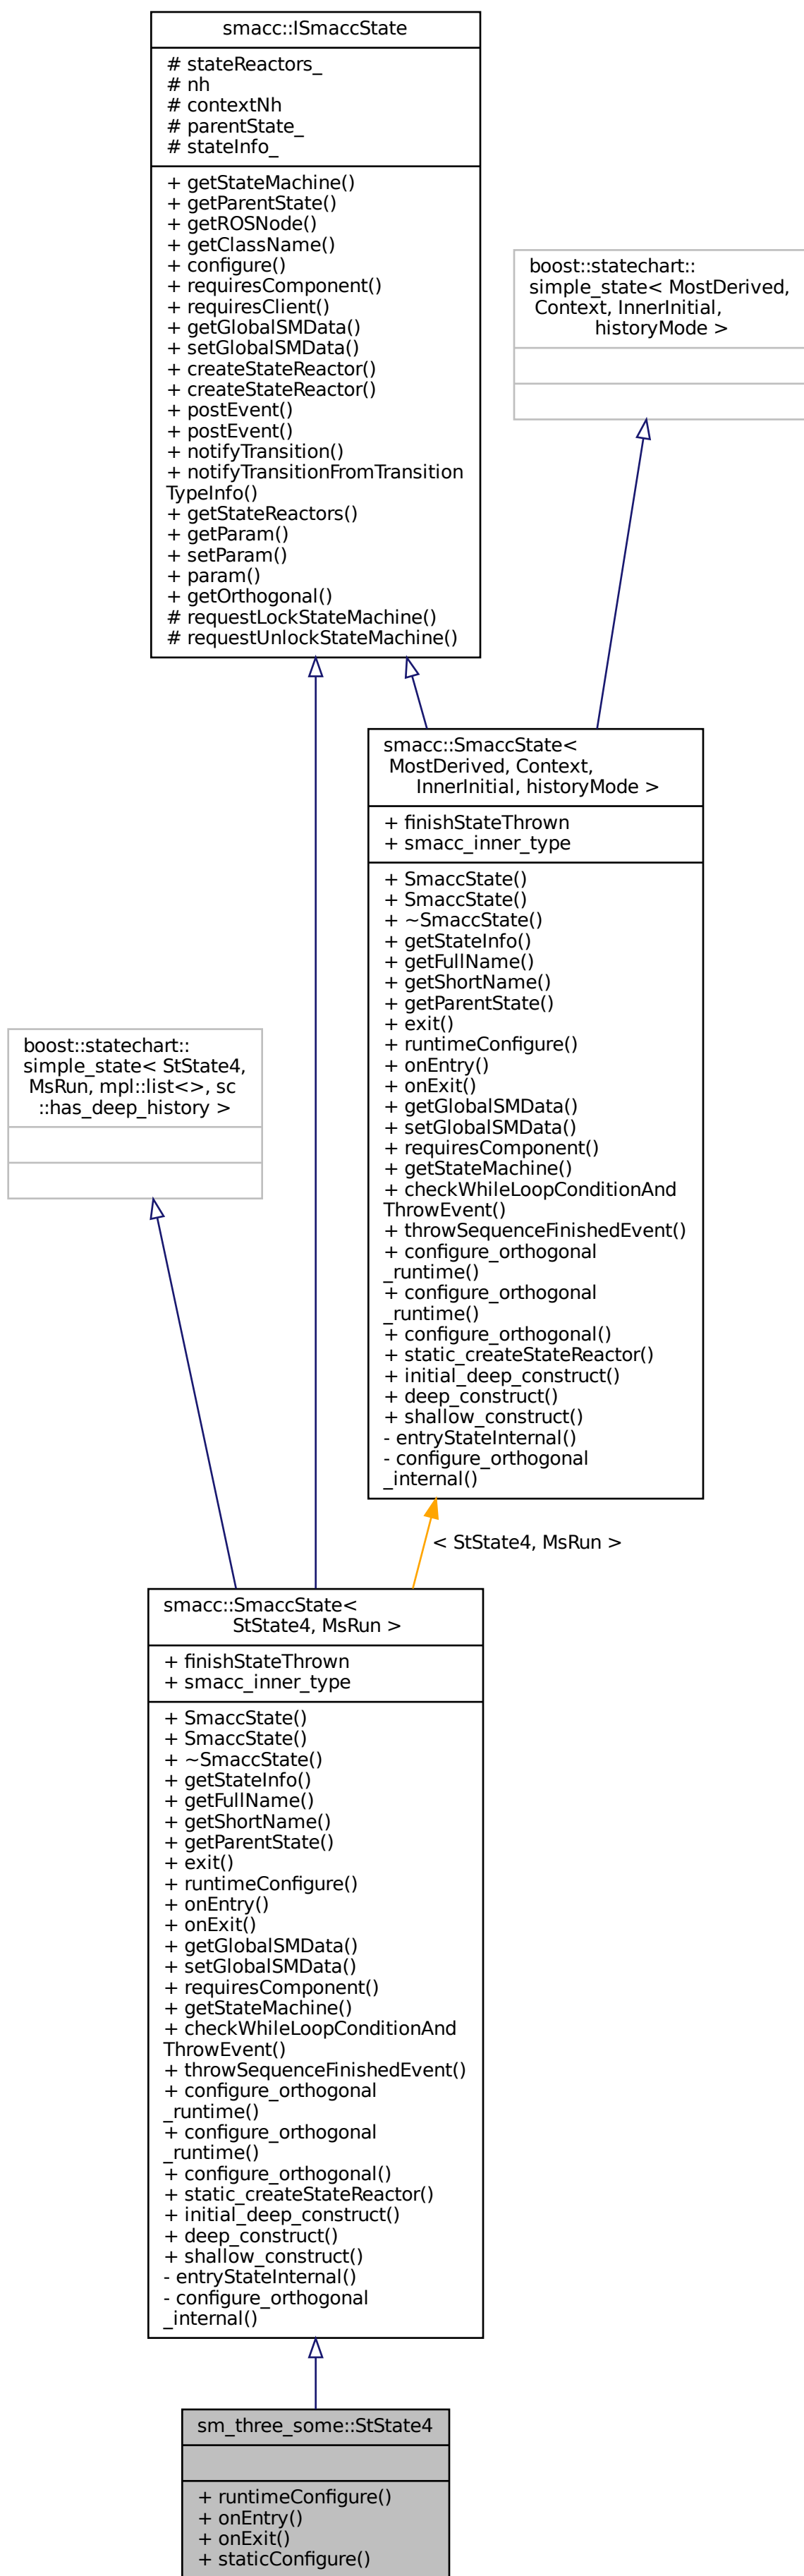 smacc::ISmaccState
# stateReactors_
# nh
# contextNh
# parentState_
# stateInfo_
+ getStateMachine()
+ getParentState()
+ getROSNode()
+ getClassName()
+ configure()
+ requiresComponent()
+ requiresClient()
+ getGlobalSMData()
+ setGlobalSMData()
+ createStateReactor()
+ createStateReactor()
+ postEvent()
+ postEvent()
+ notifyTransition()
+ notifyTransitionFromTransition
TypeInfo()
+ getStateReactors()
+ getParam()
+ setParam()
+ param()
+ getOrthogonal()
# requestLockStateMachine()
# requestUnlockStateMachine()
boost::statechart::
simple_state< MostDerived,
Context, InnerInitial,
historyMode >
smacc::SmaccState<
MostDerived, Context,
InnerInitial, historyMode >
+ finishStateThrown
+ smacc_inner_type
+ SmaccState()
+ SmaccState()
+ ~SmaccState()
+ getStateInfo()
+ getFullName()
+ getShortName()
+ getParentState()
+ exit()
+ runtimeConfigure()
+ onEntry()
+ onExit()
+ getGlobalSMData()
+ setGlobalSMData()
+ requiresComponent()
+ getStateMachine()
+ checkWhileLoopConditionAnd
ThrowEvent()
+ throwSequenceFinishedEvent()
+ configure_orthogonal
_runtime()
+ configure_orthogonal
_runtime()
+ configure_orthogonal()
+ static_createStateReactor()
+ initial_deep_construct()
+ deep_construct()
+ shallow_construct()
- entryStateInternal()
- configure_orthogonal
_internal()
boost::statechart::
simple_state< StState4,
MsRun, mpl::list<>, sc
::has_deep_history >
< StState4, MsRun >
smacc::SmaccState<
StState4, MsRun >
+ finishStateThrown
+ smacc_inner_type
+ SmaccState()
+ SmaccState()
+ ~SmaccState()
+ getStateInfo()
+ getFullName()
+ getShortName()
+ getParentState()
+ exit()
+ runtimeConfigure()
+ onEntry()
+ onExit()
+ getGlobalSMData()
+ setGlobalSMData()
+ requiresComponent()
+ getStateMachine()
+ checkWhileLoopConditionAnd
ThrowEvent()
+ throwSequenceFinishedEvent()
+ configure_orthogonal
_runtime()
+ configure_orthogonal
_runtime()
+ configure_orthogonal()
+ static_createStateReactor()
+ initial_deep_construct()
+ deep_construct()
+ shallow_construct()
- entryStateInternal()
- configure_orthogonal
_internal()
sm_three_some::StState4
+ runtimeConfigure()
+ onEntry()
+ onExit()
+ staticConfigure()